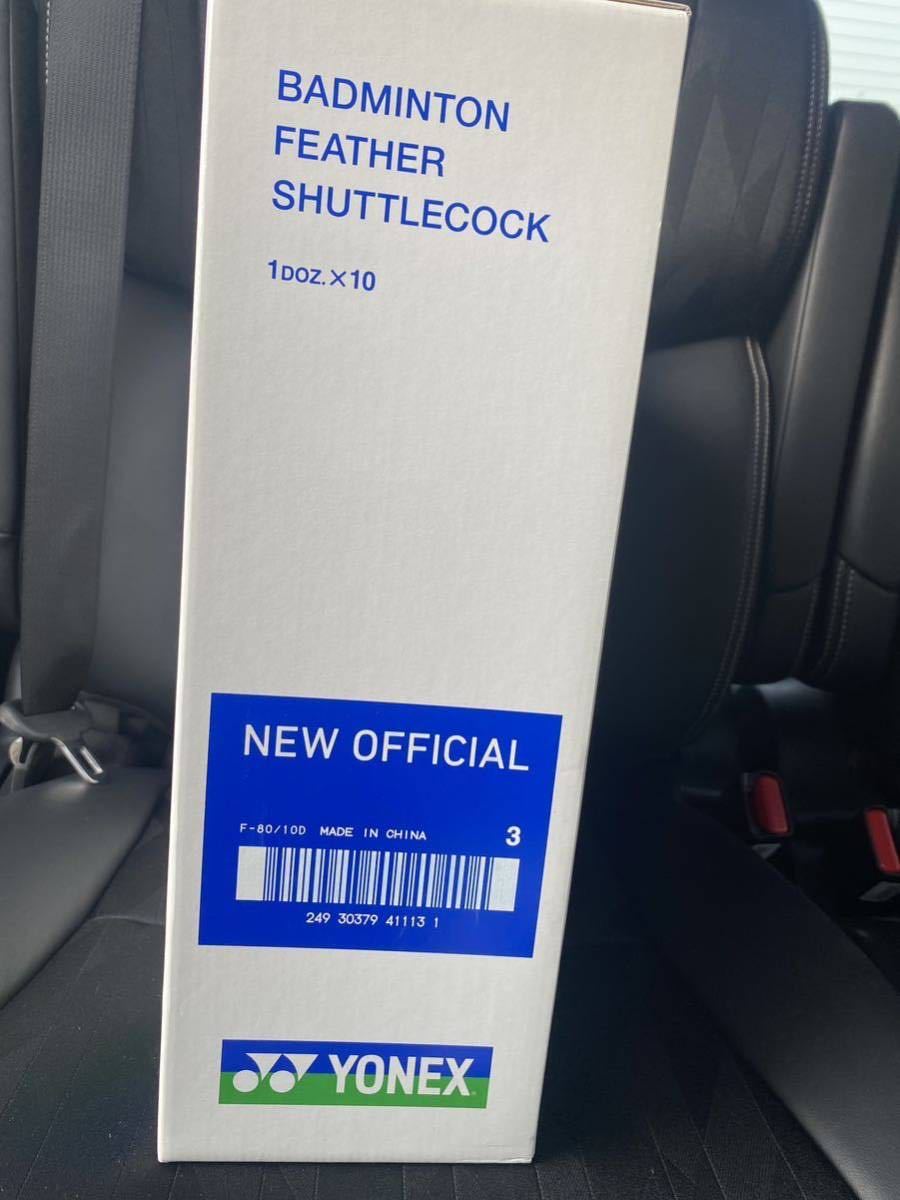 BADMINTON
FEATHER
SHUTTLECOCK
1DOZ.×10
NEW OFFICIAL
F-80/10D MADE IN CHINA 3
249 30379 41113 1
YONEX